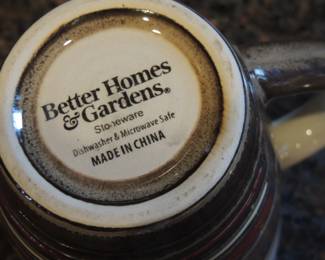 Better Homes
& Gardens®
Stoneware
Dishwasher & Microwave Safe
MADE IN CHINA